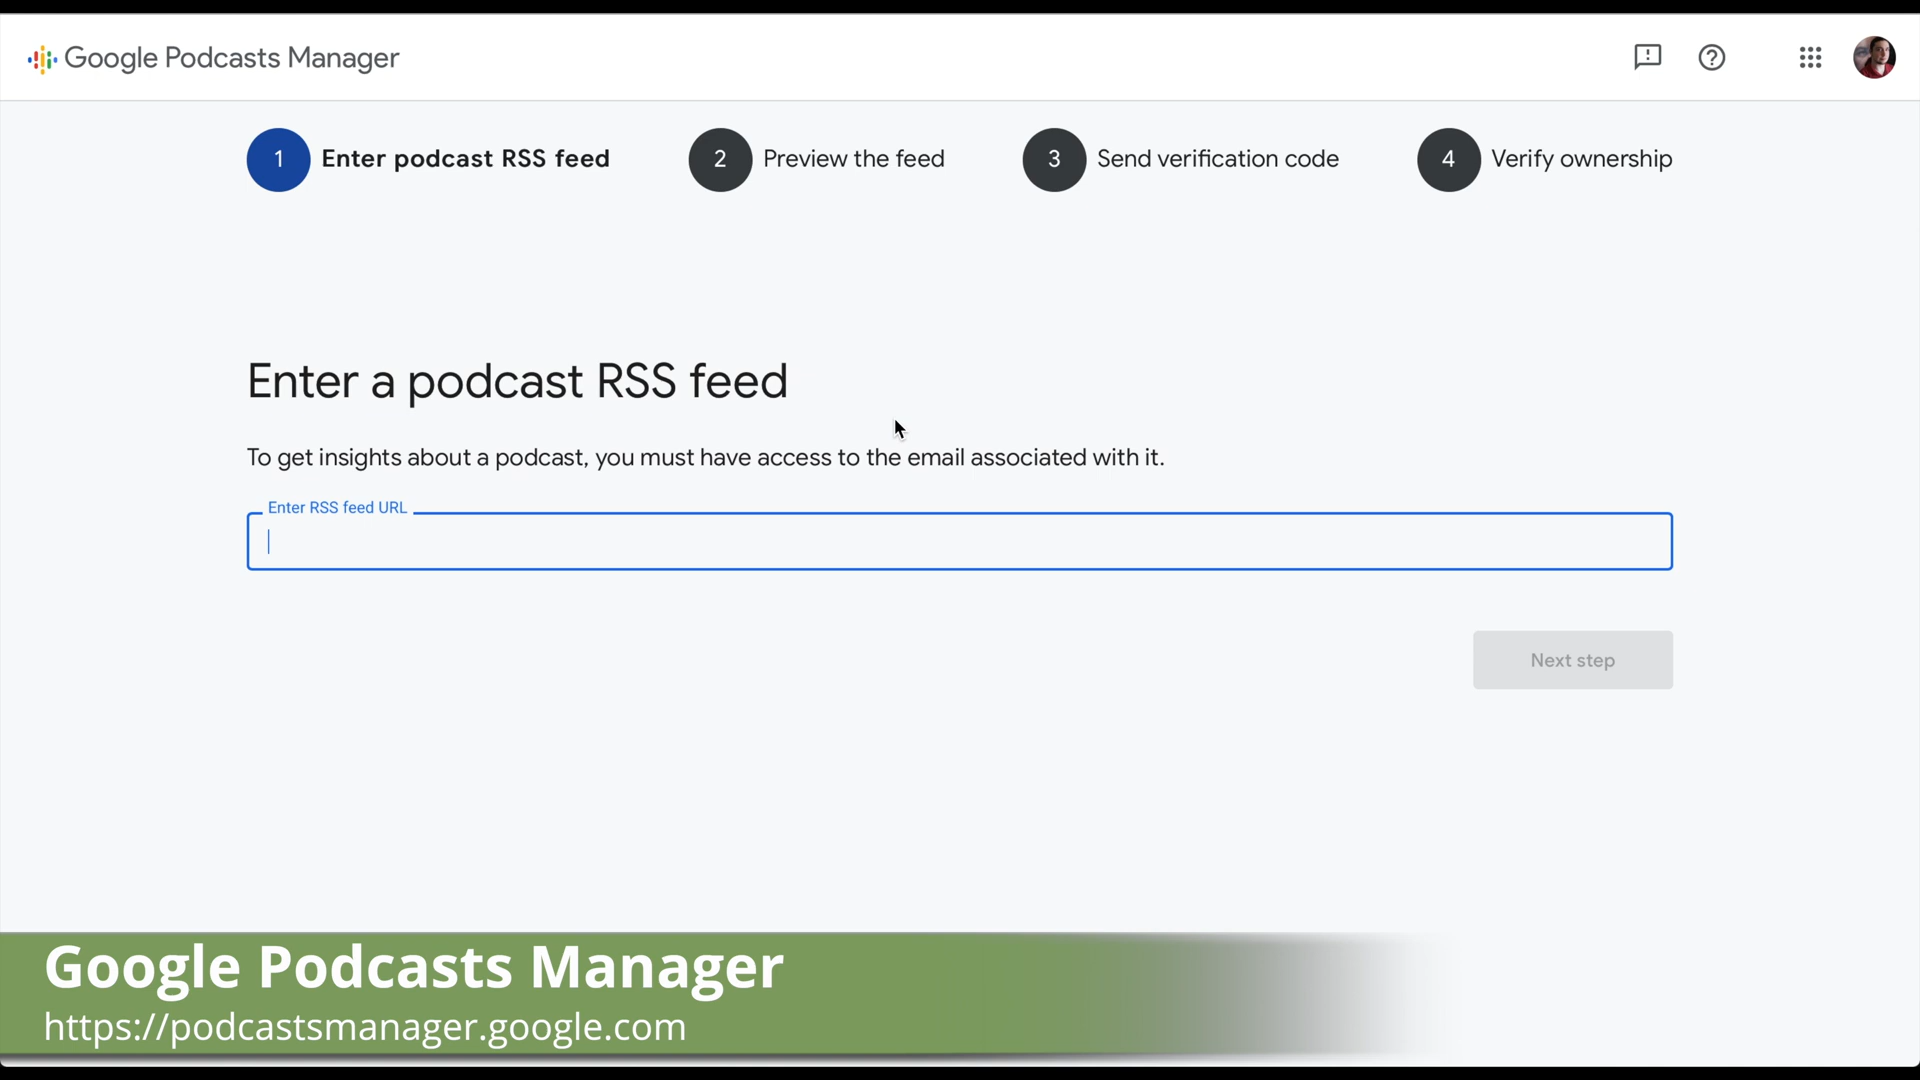 Google Podcasts Manager
1 Enter podcast RSS feed
2 Preview the feed
3 Send verification code
4 Verify ownership
Enter a podcast RSS feed
To get insights about a podcast, you must have access to the email associated with it.
Enter RSS feed URL
Next step
Google Podcasts Manager
https://podcastsmanager.google.com